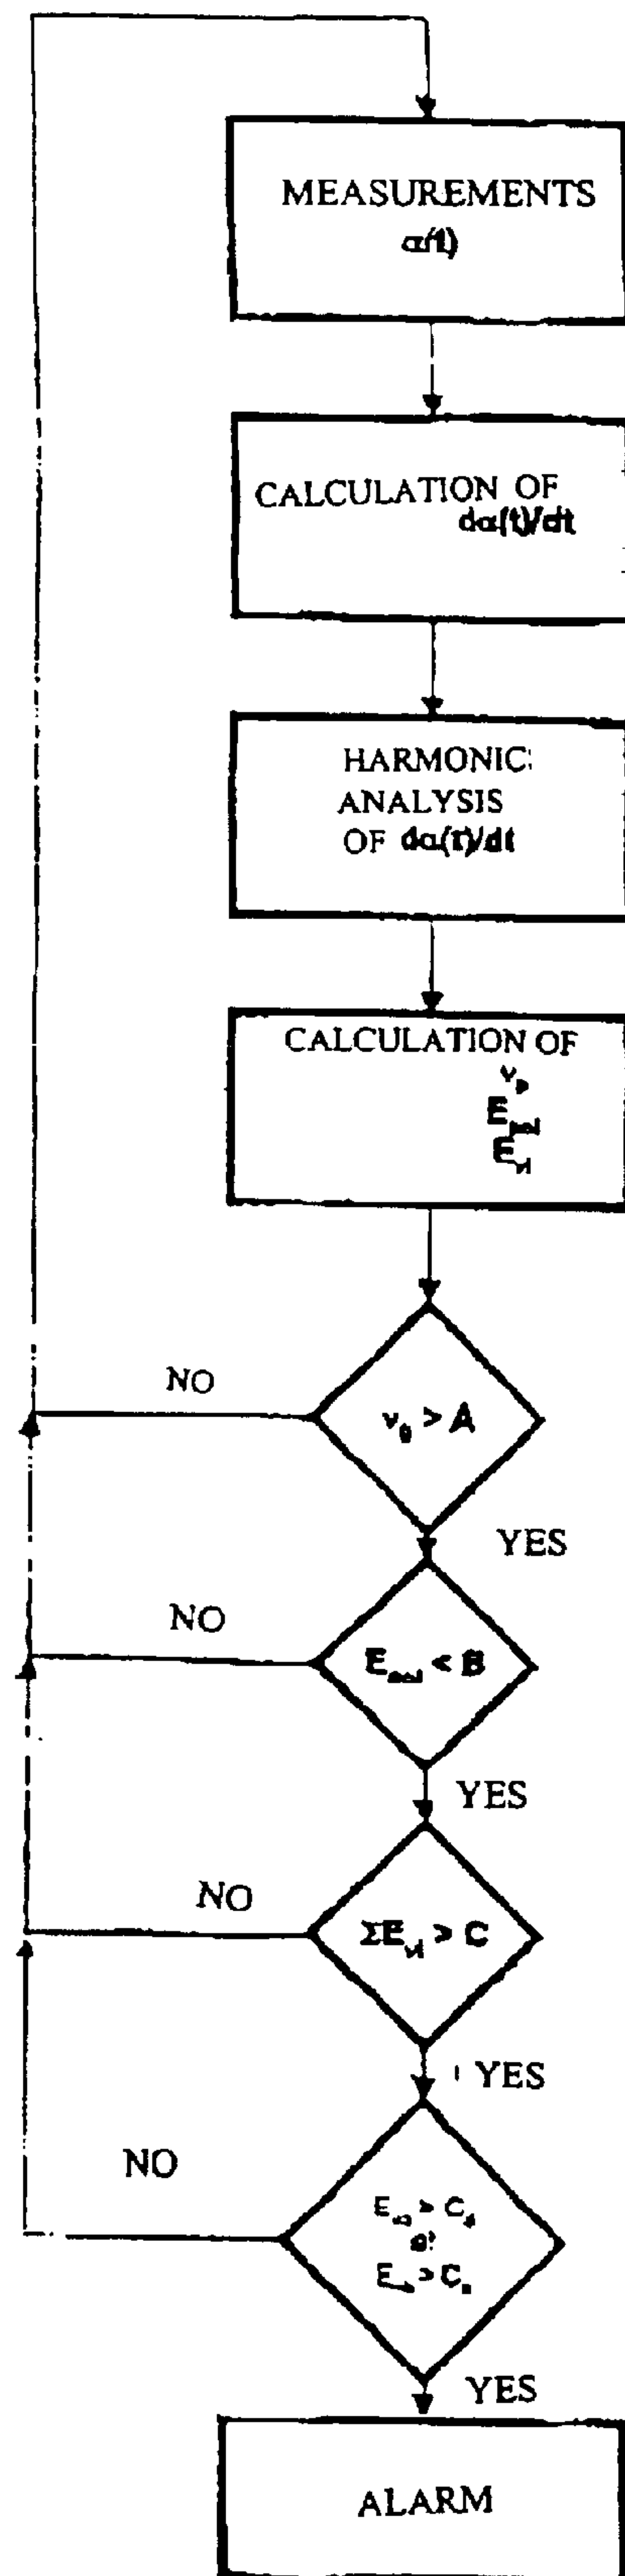 MEASUREMENTS
α(t)
CALCULATION OF
dα(t)/dt
HARMONIC
ANALYSIS
OF dα(t)/dt
CALCULATION OF
NO
> A
YES
NO
< B
YES
NO
ΣE > C
YES
NO
YES
ALARM